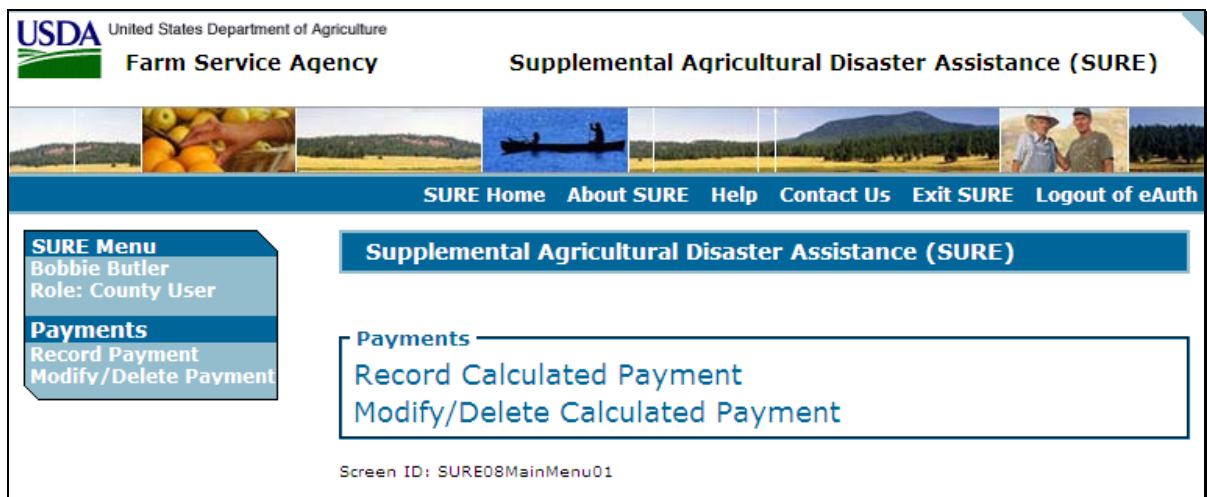 USDA United States Department of Agriculture
Farm Service Agency
Supplemental Agricultural Disaster Assistance (SURE)
SURE Home About SURE Help Contact Us Exit SURE Logout of eAuth
SURE Menu
Bobbie Butler
Role: County User
Payments
Record Payment
Modify/Delete Payment
Supplemental Agricultural Disaster Assistance (SURE)
Payments
Record Calculated Payment
Modify/Delete Calculated Payment
Screen ID: SURE08MainMenu01